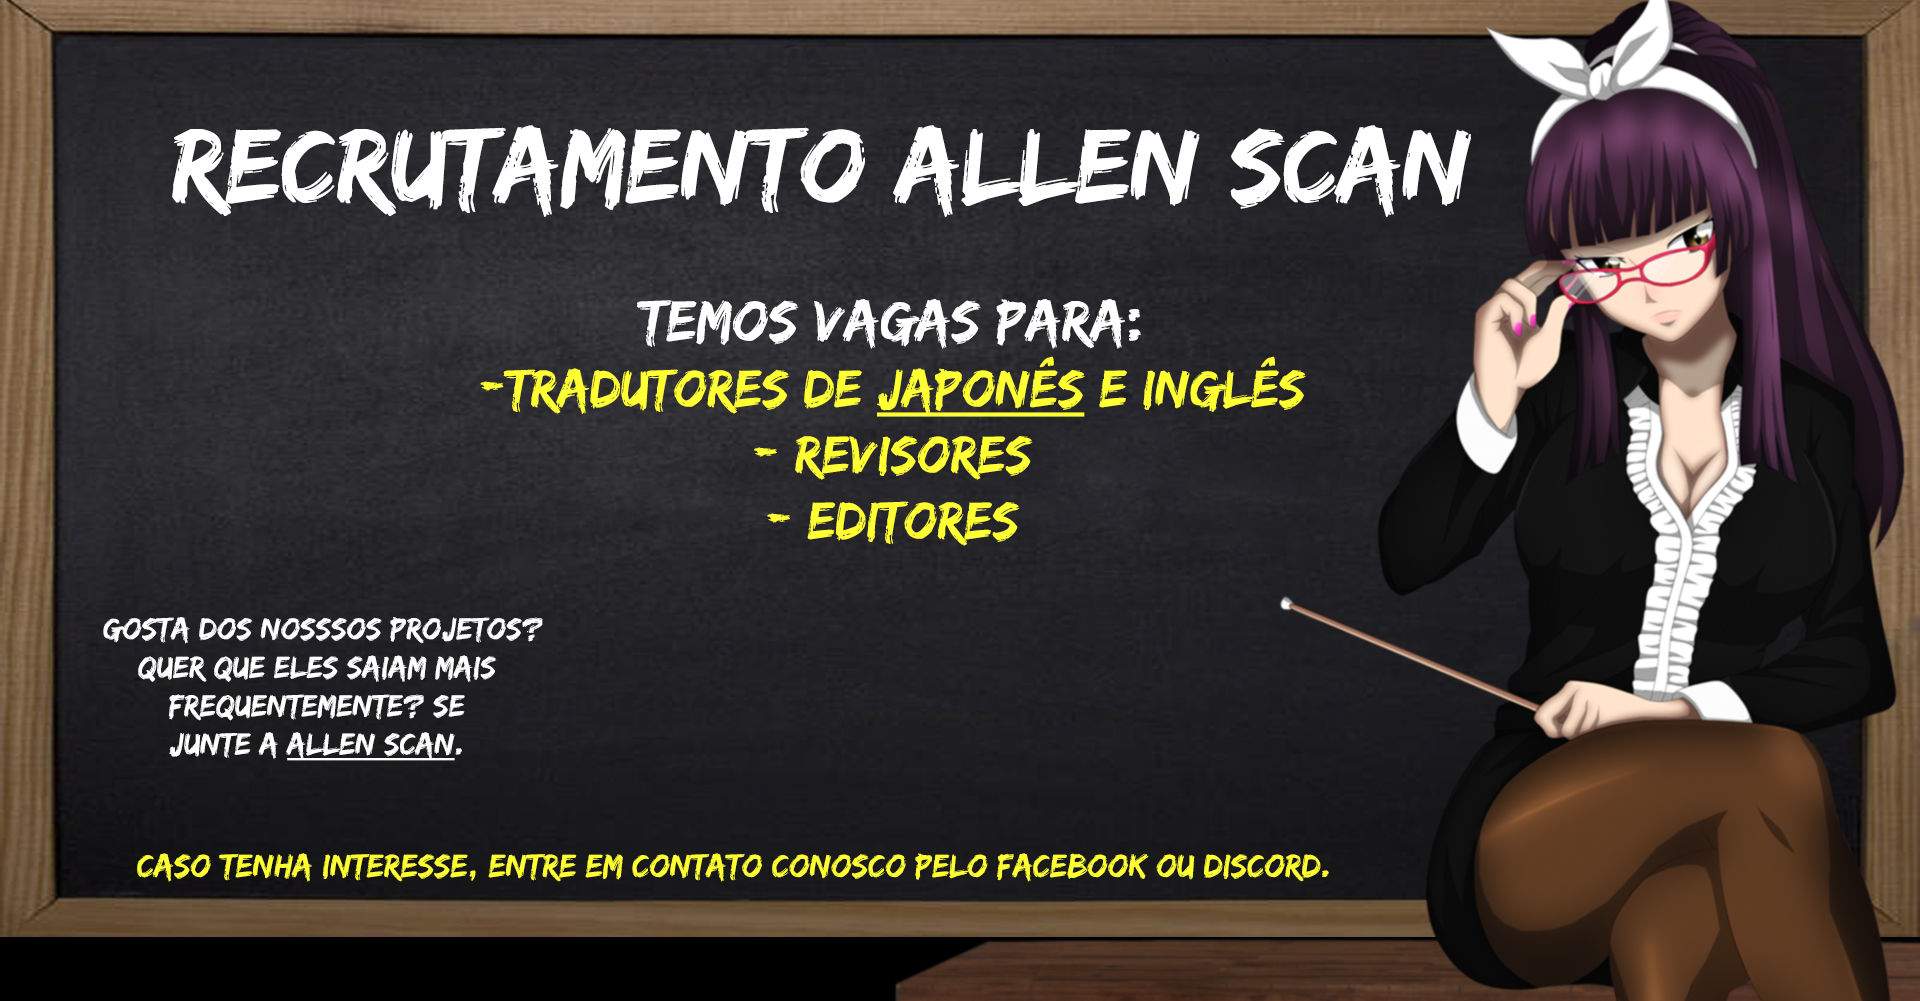 RECRUTAMENTO ALLEN SCAN
TEMOS VAGAS PARA:
-TRADUTORES DE JAPONÊS E INGLÊS
- REVISORES
- EDITORES
GOSTA DOS NOSSSOS PROJETOS?
QUER QUE ELES SAIAM MAIS
FREQUENTEMENTE? SE
JUNTE A ALLEN SCAN.
CASO TENHA INTERESSE, ENTRE EM CONTATO CONOSCO PELO FACEBOOK OU DISCORD.